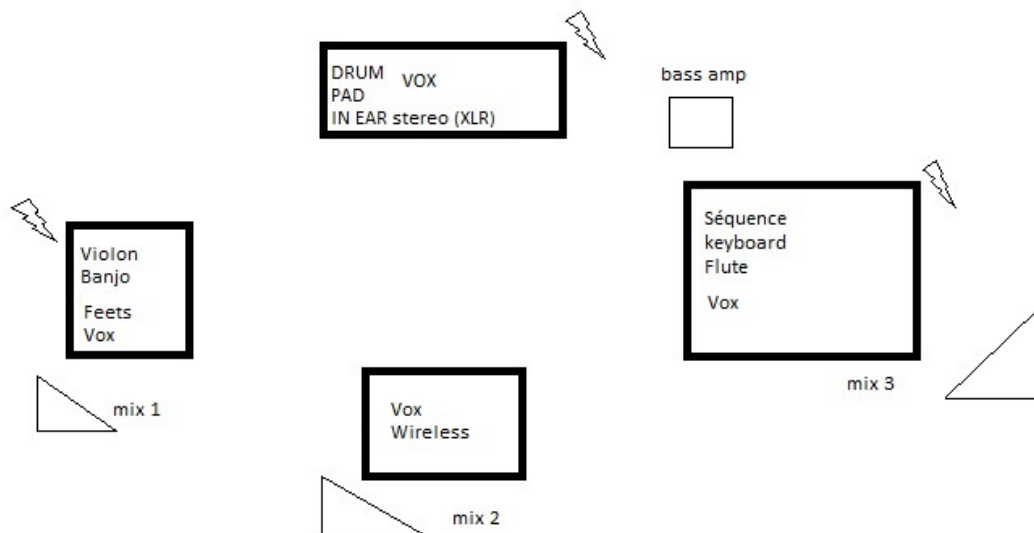 DRUM VOX
PAD
IN EAR stereo (XLR)
bass amp
Violon
Banjo
Feets
Vox
mix 1
Séquence
keyboard
Flute
Vox
mix 3
Vox
Wireless
mix 2